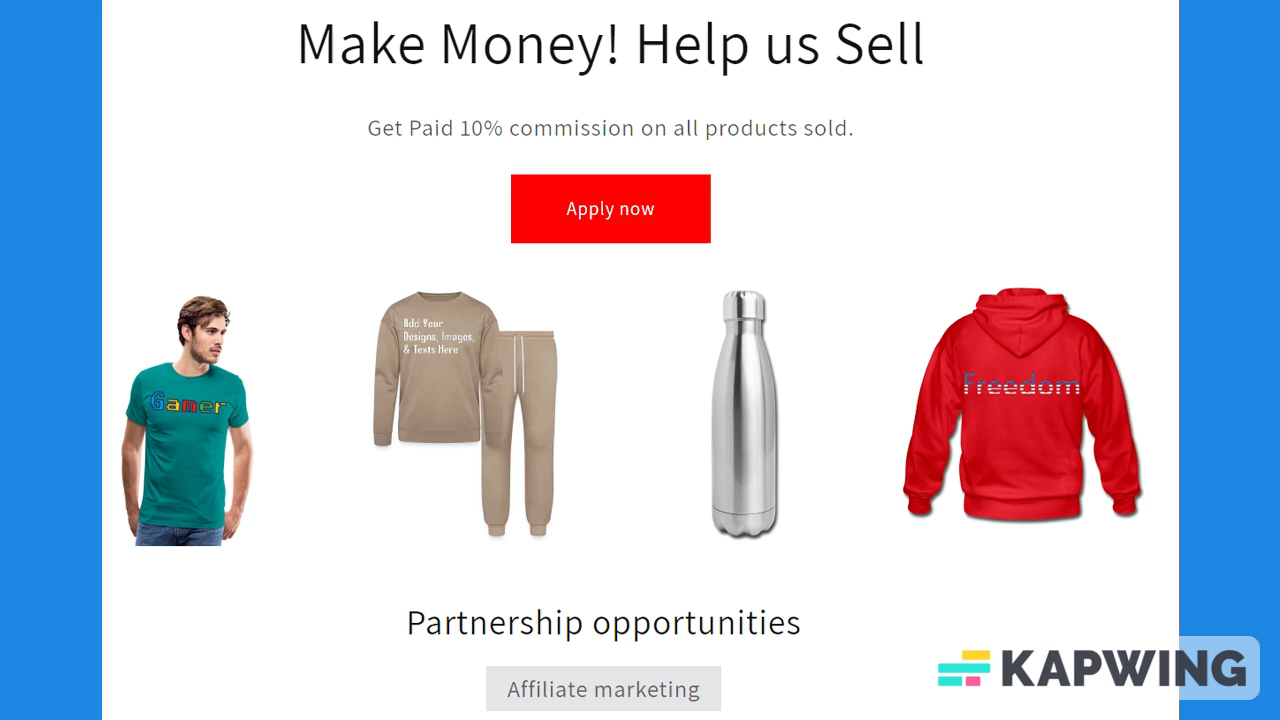 Make Money! Help us Sell
Get Paid 10% commission on all products sold.
Apply now
Gamer
Add Your
Designs, Images,
& Texts Here
Freedom
Partnership opportunities
Affiliate marketing
KAPWING